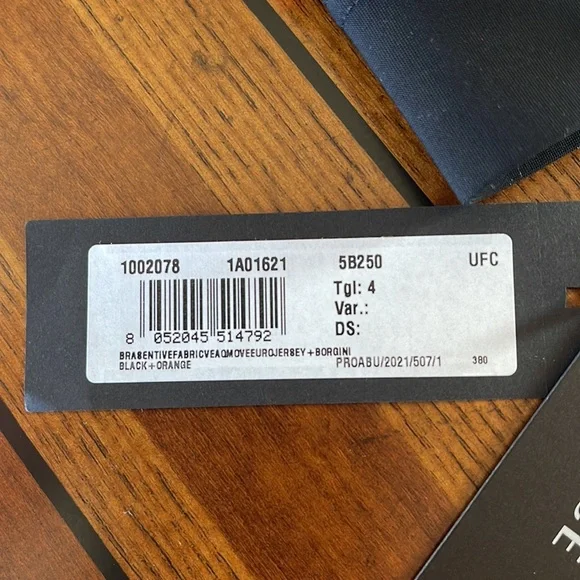 1002078 1A01621 5B250 UFC
Tgl: 4
Var.:
DS:
8 052045 514792
BRASENTIVEFABRICVEAQMOVEEUROJERSEY+BORGINI
BLACK+ORANGE PROABU/2021/507/1 380